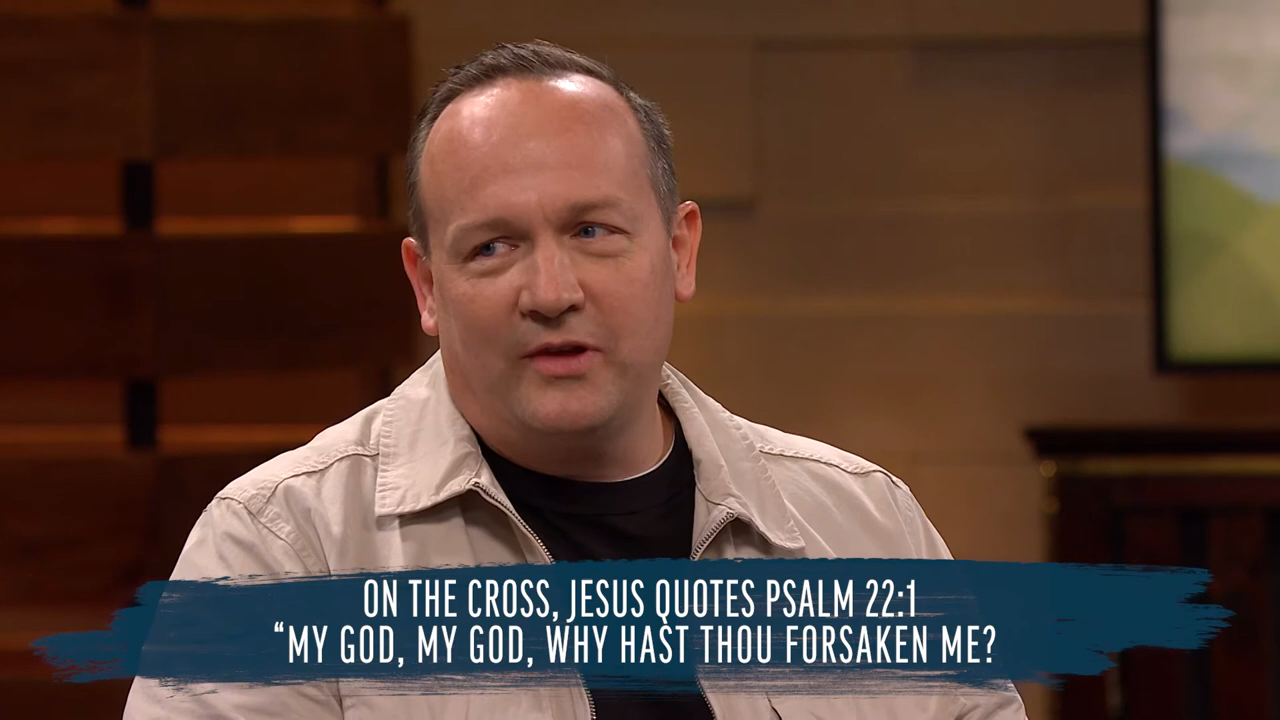 ON THE CROSS, JESUS QUOTES PSALM 22:1
“MY GOD, MY GOD, WHY HAST THOU FORSAKEN ME?